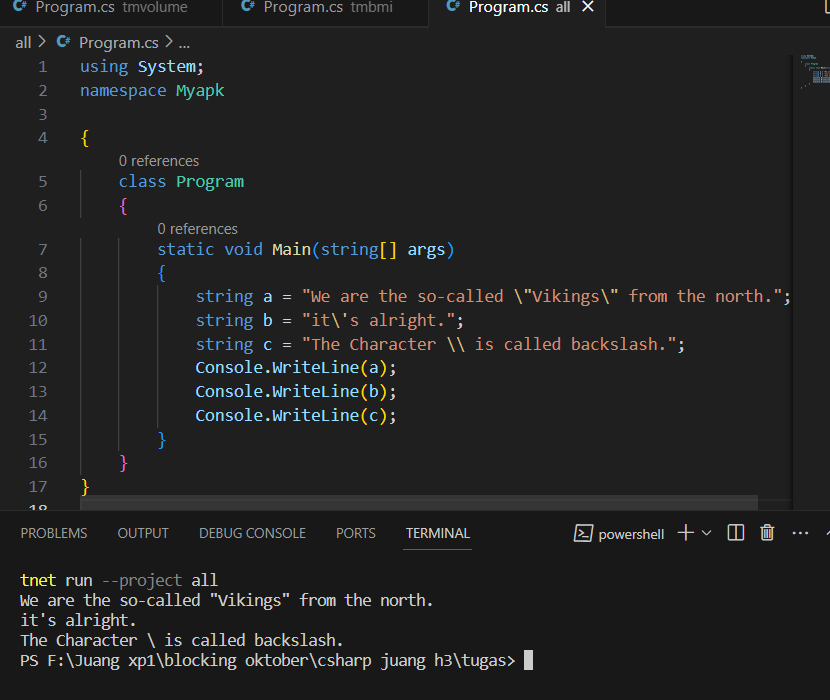 Program.cs tmvolume Program.cs tmbmi Program.cs all
all > Program.cs > ...
1 using System;
2 namespace Myapk
3
4 {
0 references
5 class Program
6 {
0 references
7 static void Main(string[] args)
8 {
9 string a = "We are the so-called \"Vikings\" from the north.";
10 string b = "it\'s alright.";
11 string c = "The Character \\ is called backslash.";
12 Console.WriteLine(a);
13 Console.WriteLine(b);
14 Console.WriteLine(c);
15 }
16 }
17 }
18
PROBLEMS OUTPUT DEBUG CONSOLE PORTS TERMINAL powershell
tnet run --project all
We are the so-called "Vikings" from the north.
it's alright.
The Character \ is called backslash.
PS F:\Juang xp1\blocking oktober\csharp juang h3\tugas>